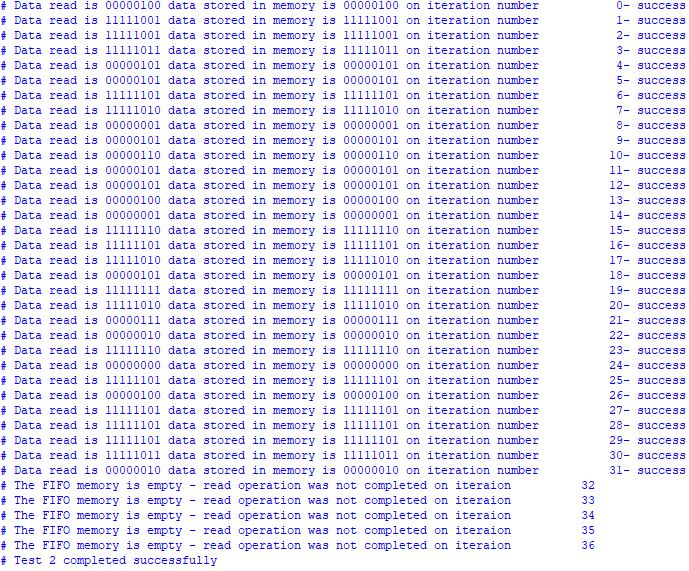 # Data read is 00000100 data stored in memory is 00000100 on iteration number 0- success
# Data read is 11111001 data stored in memory is 11111001 on iteration number 1- success
# Data read is 11111001 data stored in memory is 11111001 on iteration number 2- success
# Data read is 11111011 data stored in memory is 11111011 on iteration number 3- success
# Data read is 00000101 data stored in memory is 00000101 on iteration number 4- success
# Data read is 00000101 data stored in memory is 00000101 on iteration number 5- success
# Data read is 11111101 data stored in memory is 11111101 on iteration number 6- success
# Data read is 11111010 data stored in memory is 11111010 on iteration number 7- success
# Data read is 00000001 data stored in memory is 00000001 on iteration number 8- success
# Data read is 00000101 data stored in memory is 00000101 on iteration number 9- success
# Data read is 00000110 data stored in memory is 00000110 on iteration number 10- success
# Data read is 00000101 data stored in memory is 00000101 on iteration number 11- success
# Data read is 00000101 data stored in memory is 00000101 on iteration number 12- success
# Data read is 00000100 data stored in memory is 00000100 on iteration number 13- success
# Data read is 00000001 data stored in memory is 00000001 on iteration number 14- success
# Data read is 11111110 data stored in memory is 11111110 on iteration number 15- success
# Data read is 11111101 data stored in memory is 11111101 on iteration number 16- success
# Data read is 11111010 data stored in memory is 11111010 on iteration number 17- success
# Data read is 00000101 data stored in memory is 00000101 on iteration number 18- success
# Data read is 11111111 data stored in memory is 11111111 on iteration number 19- success
# Data read is 11111010 data stored in memory is 11111010 on iteration number 20- success
# Data read is 00000111 data stored in memory is 00000111 on iteration number 21- success
# Data read is 00000010 data stored in memory is 00000010 on iteration number 22- success
# Data read is 11111110 data stored in memory is 11111110 on iteration number 23- success
# Data read is 00000000 data stored in memory is 00000000 on iteration number 24- success
# Data read is 11111101 data stored in memory is 11111101 on iteration number 25- success
# Data read is 00000100 data stored in memory is 00000100 on iteration number 26- success
# Data read is 11111101 data stored in memory is 11111101 on iteration number 27- success
# Data read is 11111101 data stored in memory is 11111101 on iteration number 28- success
# Data read is 11111101 data stored in memory is 11111101 on iteration number 29- success
# Data read is 11111011 data stored in memory is 11111011 on iteration number 30- success
# Data read is 00000010 data stored in memory is 00000010 on iteration number 31- success
# The FIFO memory is empty - read operation was not completed on iteraion 32
# The FIFO memory is empty - read operation was not completed on iteraion 33
# The FIFO memory is empty - read operation was not completed on iteraion 34
# The FIFO memory is empty - read operation was not completed on iteraion 35
# The FIFO memory is empty - read operation was not completed on iteraion 36
# Test 2 completed successfully